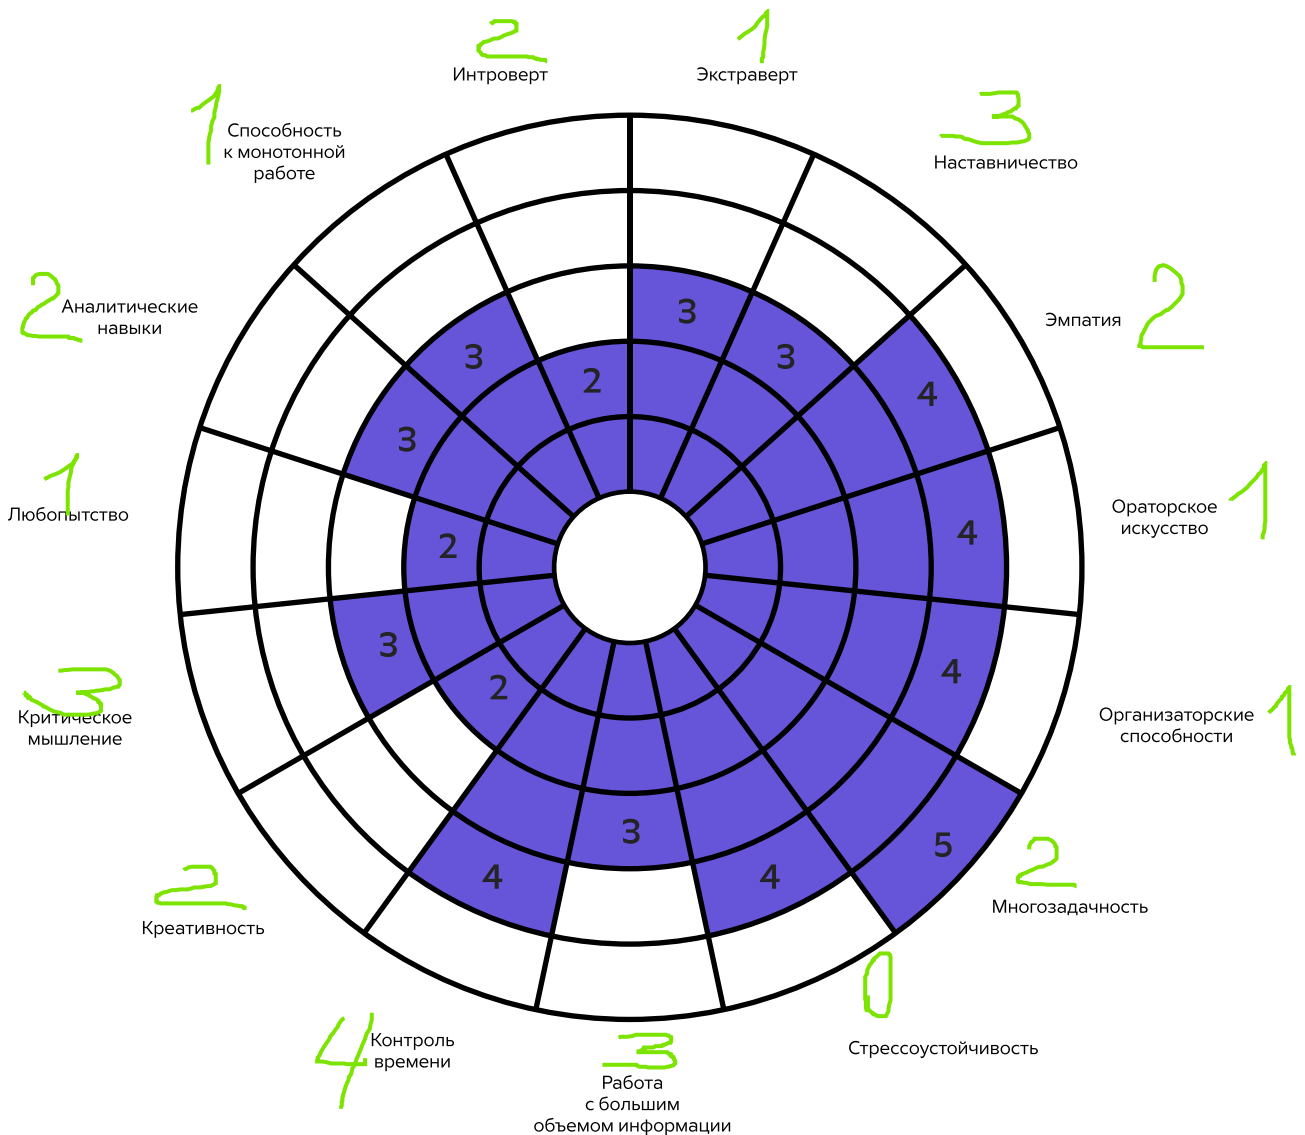 2
Интроверт
1
Экстраверт
3
Наставничество
Эмпатия 2
Ораторское
искусство
1
Организаторские
способности
1
2
Многозадачность
0
Стрессоустойчивость
3
Работа
с большим
объемом информации
4
Контроль
времени
2
Креативность
3
Критическое
мышление
1
Любопытство
2
Аналитические
навыки
1
Способность
к монотонной
работе
3
3
4
4
4
5
4
3
4
2
3
2
3
3
2